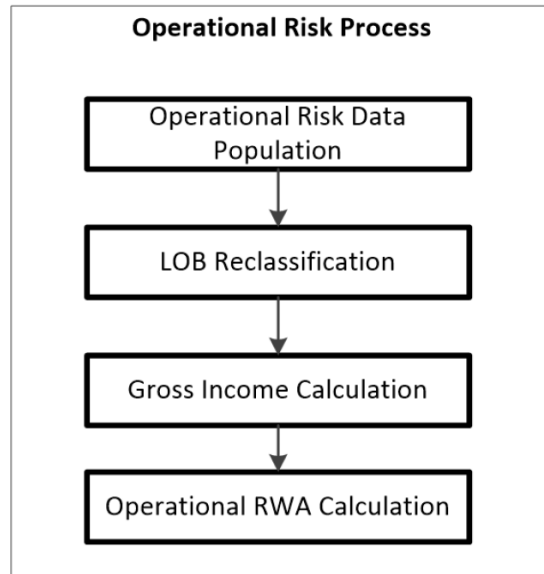 Operational Risk Process
Operational Risk Data
Population
LOB Reclassification
Gross Income Calculation
Operational RWA Calculation